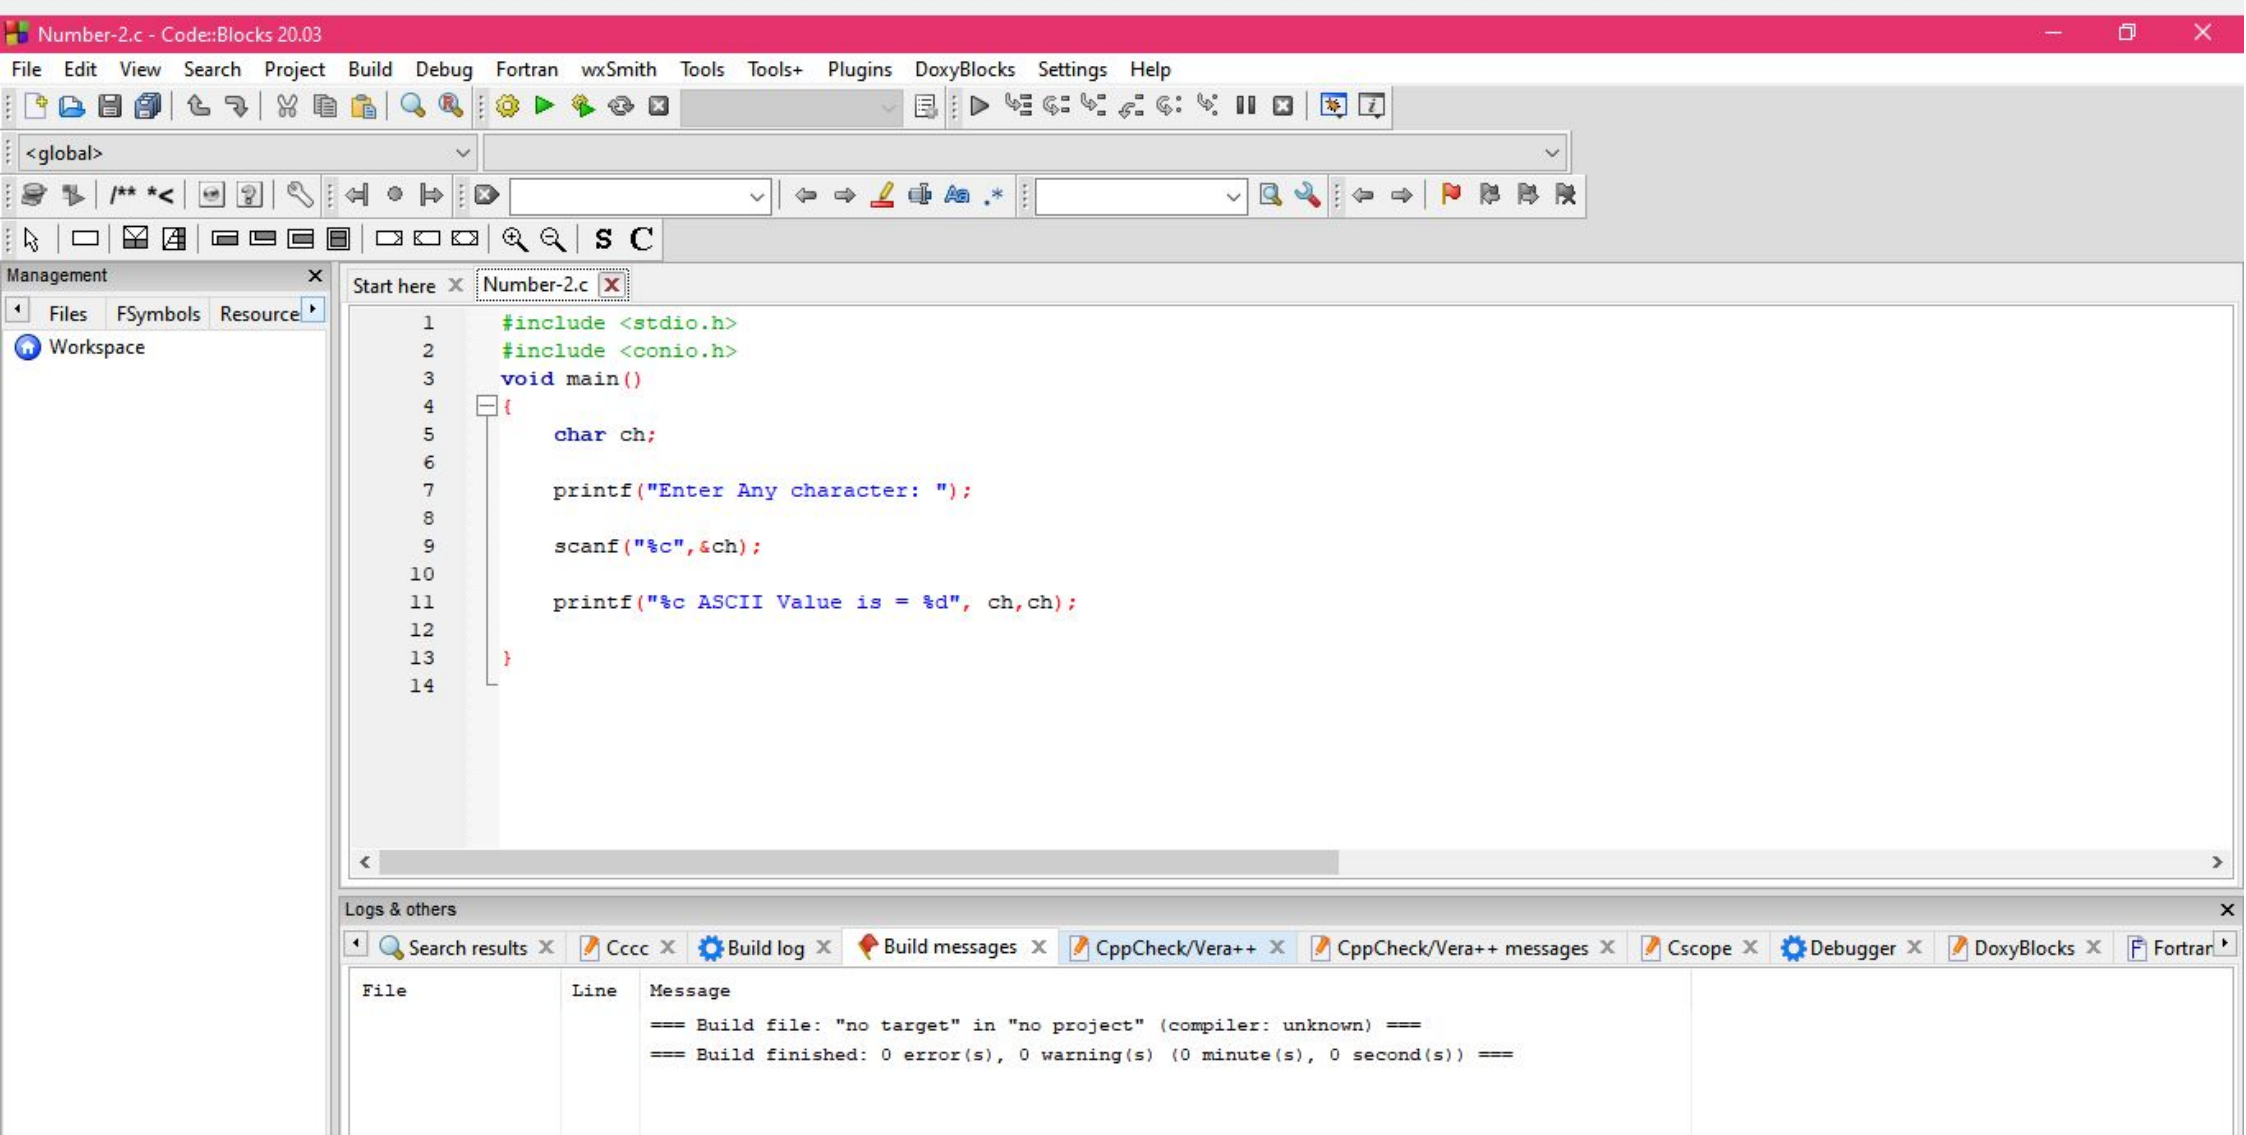 Number-2.c - Code::Blocks 20.03
File Edit View Search Project Build Debug Fortran wxSmith Tools Tools+ Plugins DoxyBlocks Settings Help
<global>
/** *<
Aa .*
S C
Management
Files FSymbols Resource
Workspace
Start here Number-2.c
1 #include <stdio.h>
2 #include <conio.h>
3 void main()
4 {
5 char ch;
6
7 printf("Enter Any character: ");
8
9 scanf("%c",&ch);
10
11 printf("%c ASCII Value is = %d", ch,ch);
12
13 }
14
Logs & others
Search results Cccc Build log Build messages CppCheck/Vera++ CppCheck/Vera++ messages Cscope Debugger DoxyBlocks Fortran
File Line Message
=== Build file: "no target" in "no project" (compiler: unknown) ===
=== Build finished: 0 error(s), 0 warning(s) (0 minute(s), 0 second(s)) ===